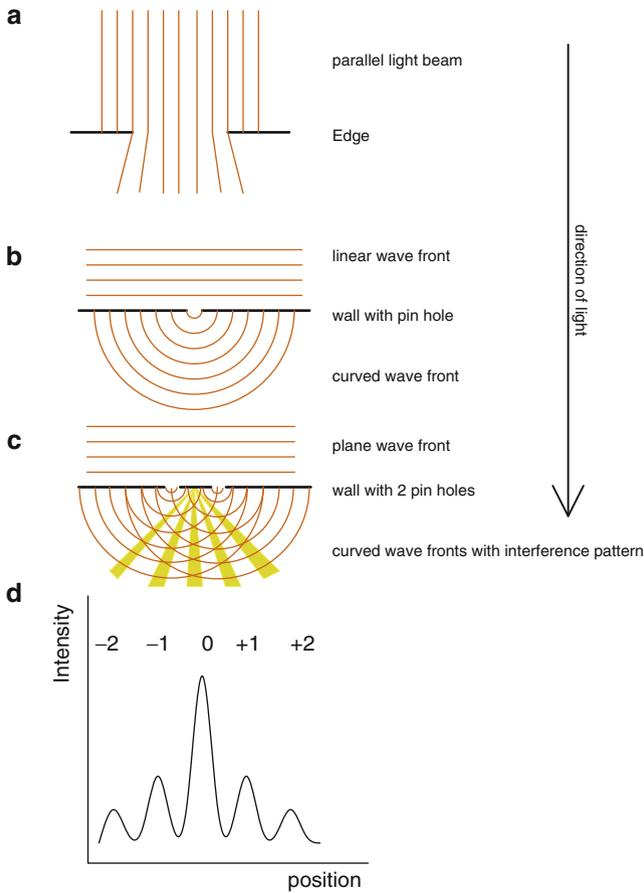 a
parallel light beam
Edge
direction of light
b
linear wave front
wall with pin hole
curved wave front
c
plane wave front
wall with 2 pin holes
curved wave fronts with interference pattern
d
Intensity
−2 −1 0 +1 +2
position